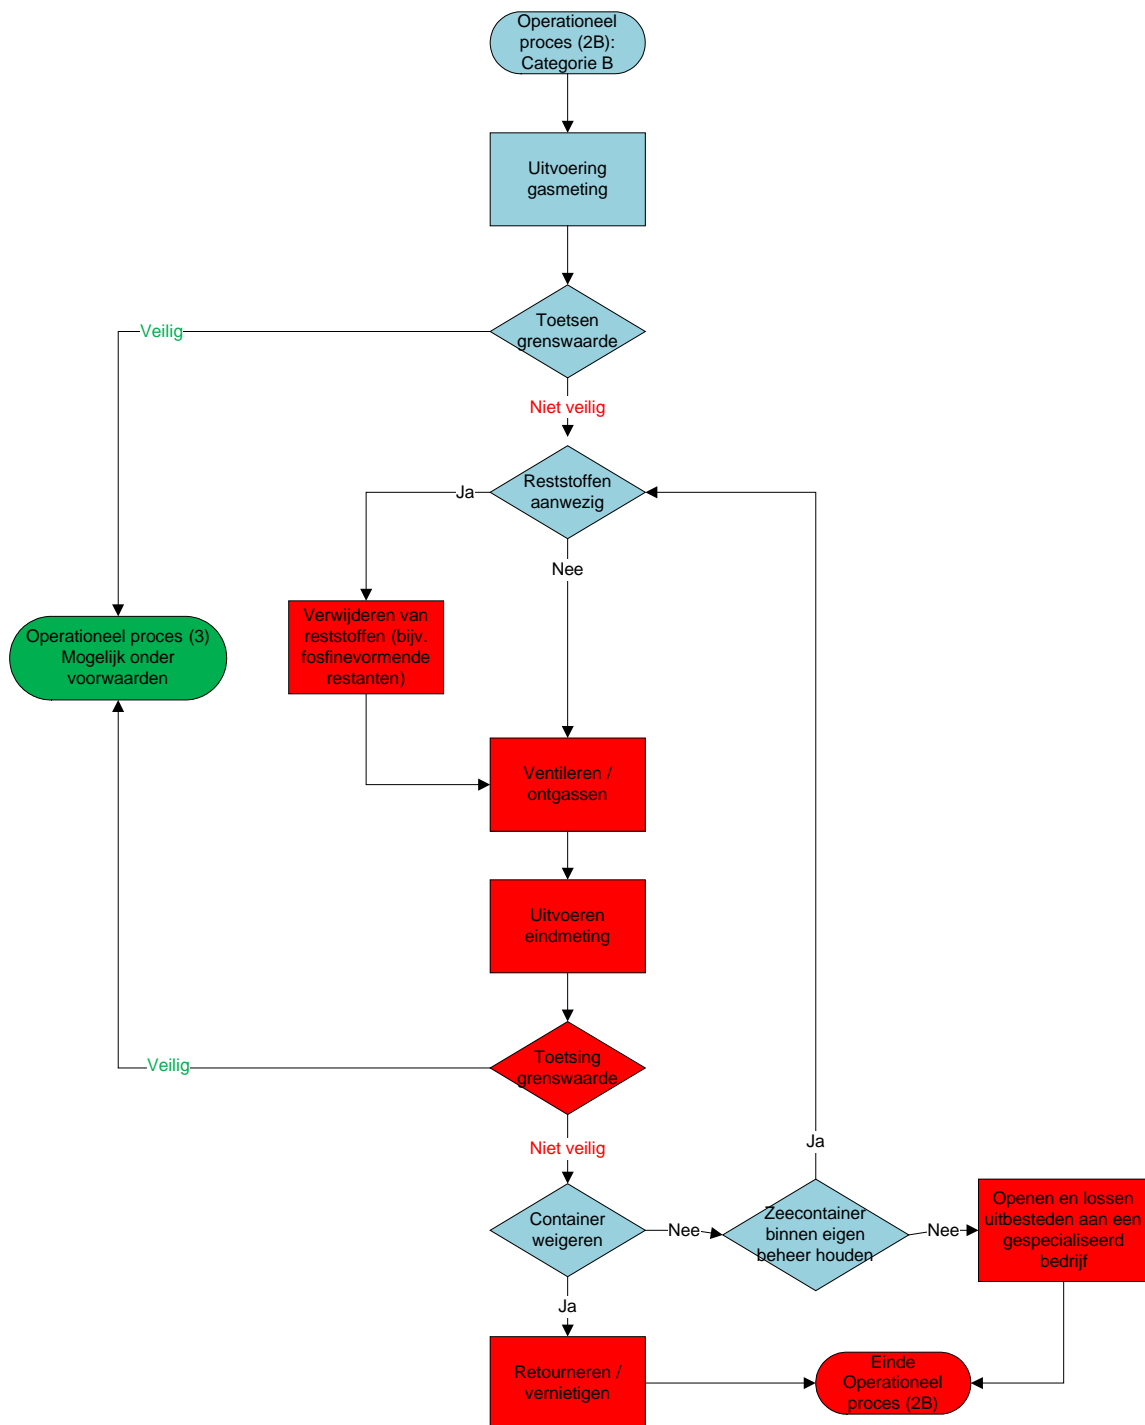 Operationeel
proces (2B):
Categorie B
Uitvoering
gasmeting
Toetsen
grenswaarde
Veilig
Niet veilig
Reststoffen
aanwezig
Ja
Nee
Verwijderen van
reststoffen (bijv.
fosfinevormende
restanten)
Operationeel proces (3)
Mogelijk onder
voorwaarden
Ventileren /
ontgassen
Uitvoeren
eindmeting
Toetsing
grenswaarde
Veilig
Niet veilig
Ja
Container
weigeren
Nee
Zeecontainer
binnen eigen
beheer houden
Nee
Openen en lossen
uitbesteden aan een
gespecialiseerd
bedrijf
Ja
Retourneren /
vernietigen
Einde
Operationeel
proces (2B)